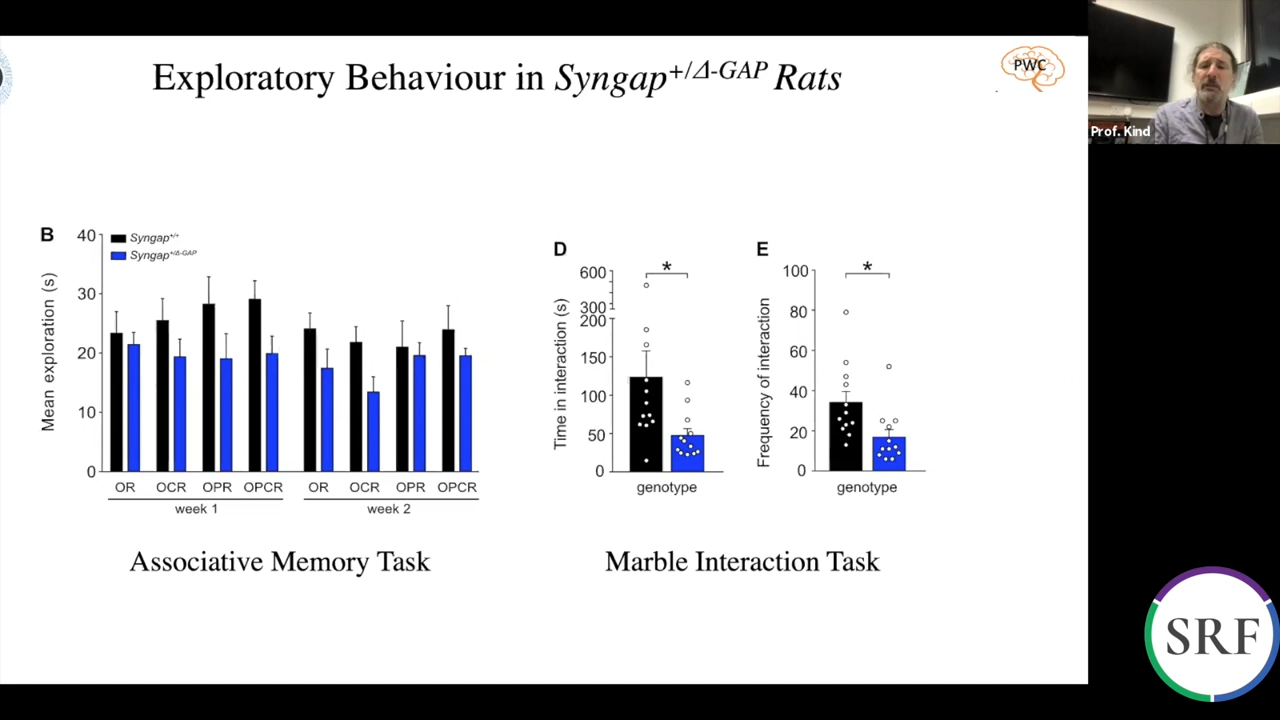 Exploratory Behaviour in Syngap+/Δ-GAP Rats
PWC
Prof. Kind
B
Syngap+/+
Syngap+/Δ-GAP
Mean exploration (s)
40
30
20
10
0
OR OCR OPR OPCR OR OCR OPR OPCR
week 1 week 2
Associative Memory Task
D
*
Time in interaction (s)
600
300
200
150
100
50
0
genotype
E
*
Frequency of interaction
100
80
60
40
20
0
genotype
Marble Interaction Task
SRF